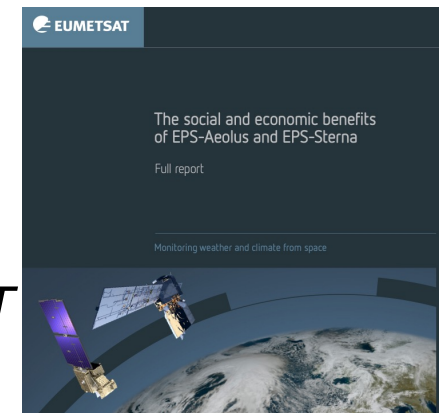 EUMETSAT
The social and economic benefits
of EPS-Aeolus and EPS-Sterna
Full report
Monitoring weather and climate from space
T